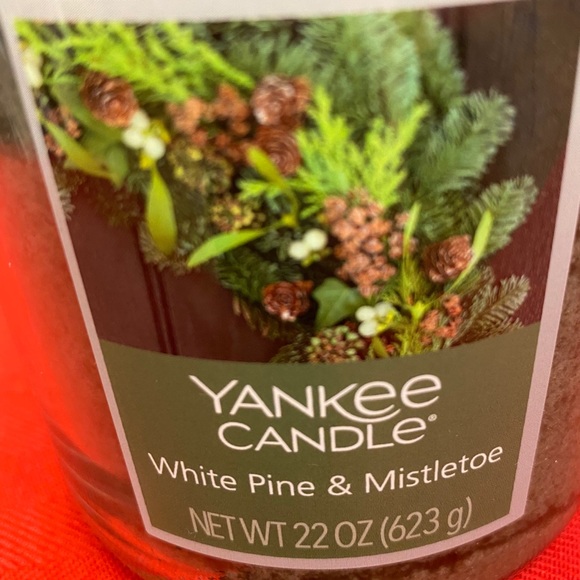 YANKEE
CANDLE®
White Pine & Mistletoe
NET WT 22 OZ (623 g)